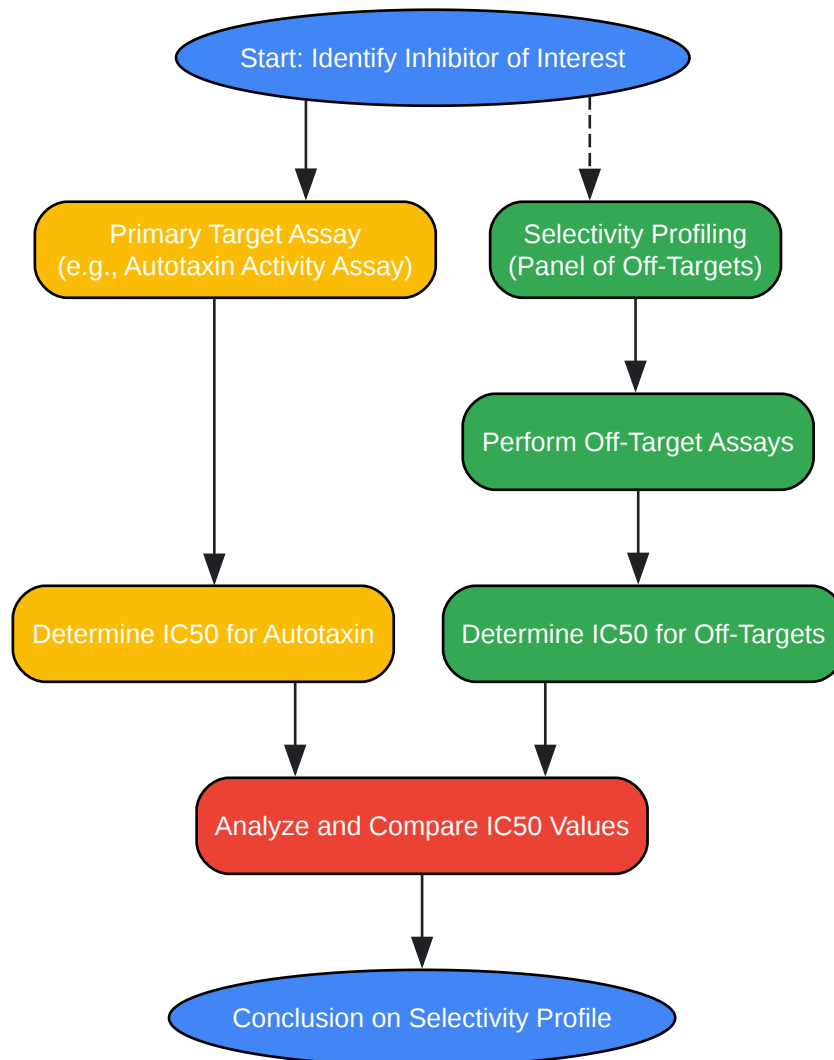 Start: Identify Inhibitor of Interest
Primary Target Assay
(e.g., Autotaxin Activity Assay)
Selectivity Profiling
(Panel of Off-Targets)
Perform Off-Target Assays
Determine IC50 for Autotaxin
Determine IC50 for Off-Targets
Analyze and Compare IC50 Values
Conclusion on Selectivity Profile